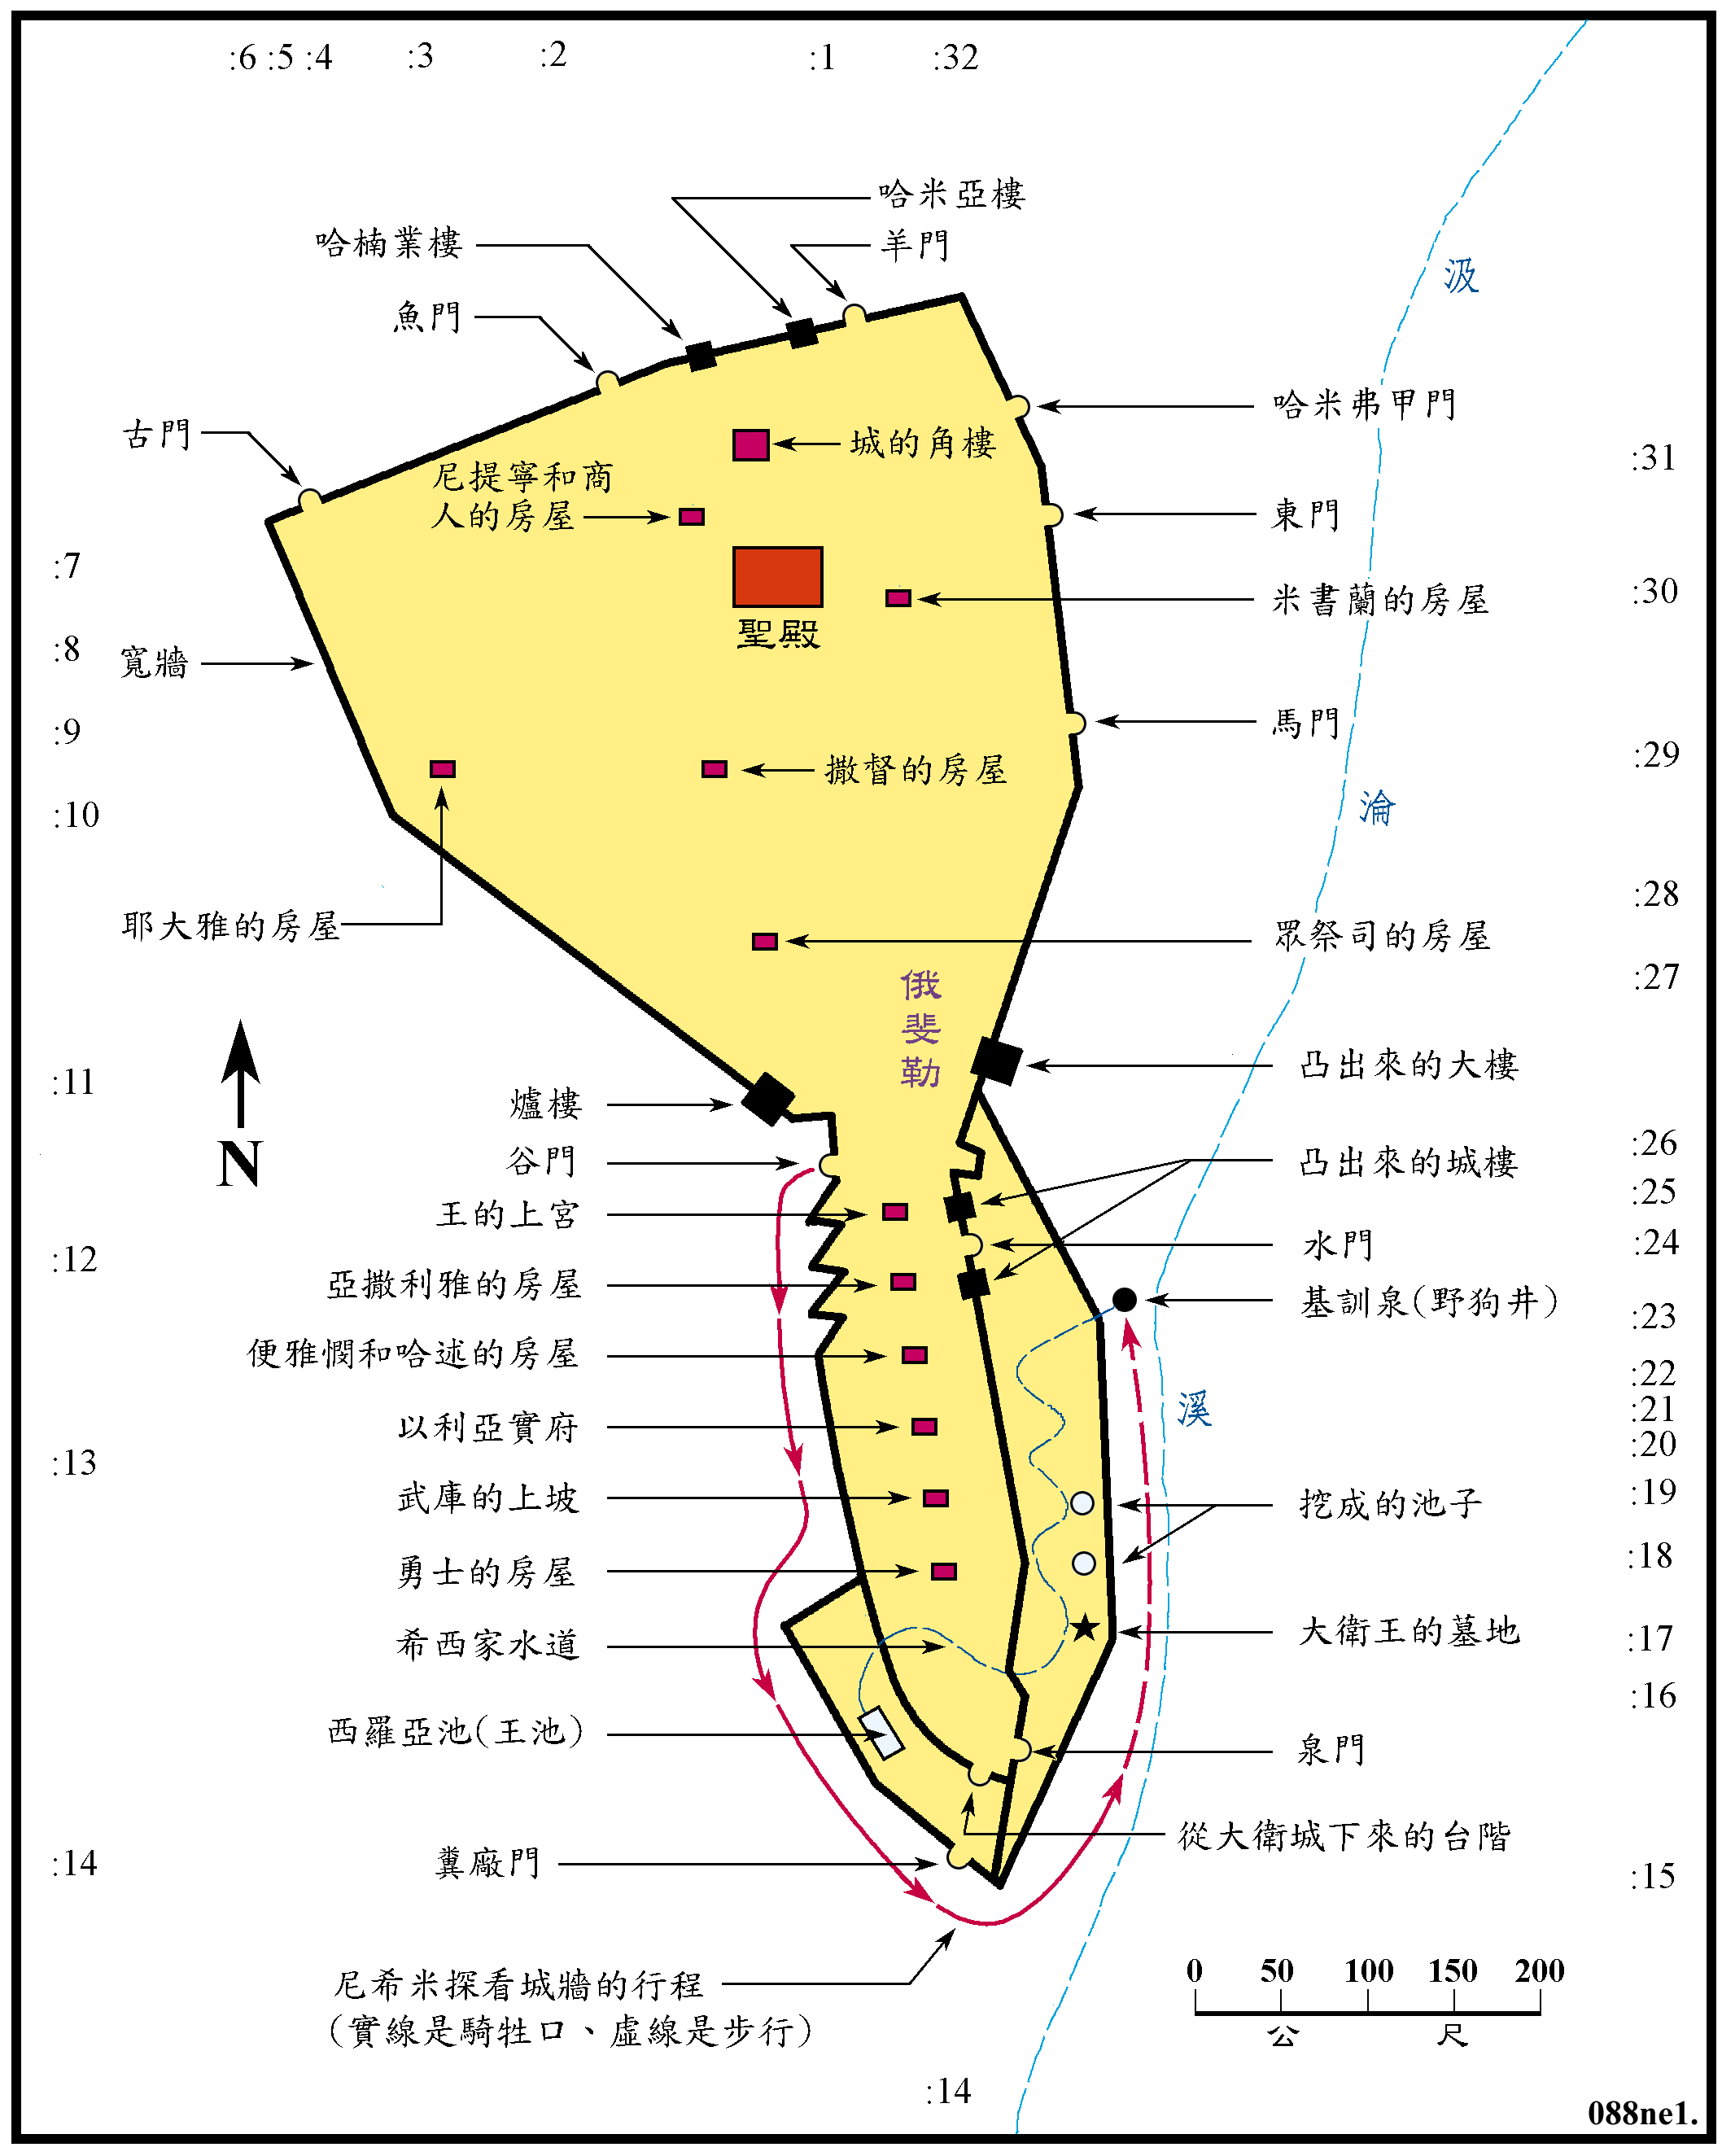 :6 :5 :4 :3 :2 :1 :32
哈米亞樓
哈楠業樓
羊門
魚門
哈米弗甲門
古門
城的角樓
:31
尼提寧和商
人的房屋
東門
:7
:30
米書蘭的房屋
聖殿
:8
寬牆
:9
馬門
:29
撒督的房屋
:10
汲
淪
溪
:28
耶大雅的房屋
眾祭司的房屋
:27
俄
斐
勒
:11
凸出來的大樓
爐樓
N
谷門
凸出來的城樓
:26
:25
王的上宮
水門
:24
:12
亞撒利雅的房屋
基訓泉(野狗井)
:23
便雅憫和哈述的房屋
:22
:21
以利亞實府
:20
:13
武庫的上坡
挖成的池子
:19
:18
勇士的房屋
大衛王的墓地
:17
希西家水道
:16
西羅亞池(王池)
泉門
從大衛城下來的台階
:14
糞廠門
:15
尼希米探看城牆的行程
(實線是騎牲口、虛線是步行)
0 50 100 150 200
公 尺
:14
088ne1.